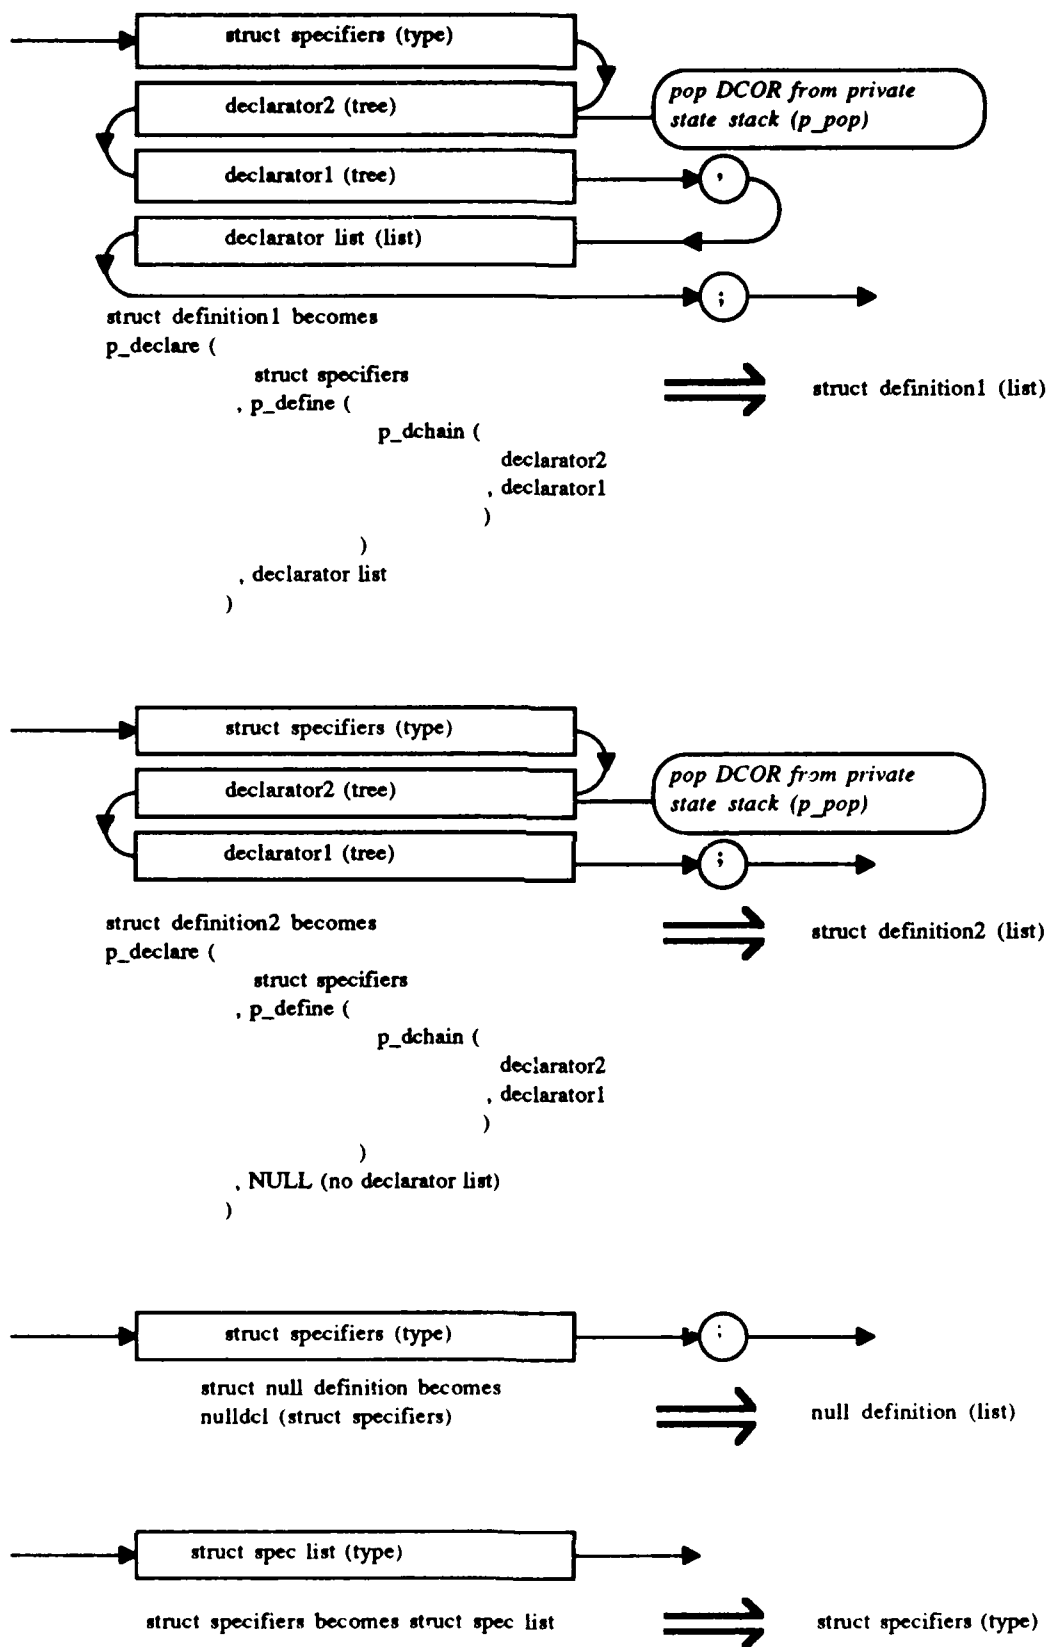 struct specifiers (type)
declarator2 (tree)
pop DCOR from private
state stack (p_pop)
declarator1 (tree)
,
declarator list (list)
;
struct definition1 becomes
p_declare (
struct specifiers
, p_define (
struct definition1 (list)
p_dchain (
declarator2
, declarator1
)
)
, declarator list
)
struct specifiers (type)
declarator2 (tree)
pop DCOR from private
state stack (p_pop)
declarator1 (tree)
;
struct definition2 becomes
struct definition2 (list)
p_declare (
struct specifiers
, p_define (
p_dchain (
declarator2
, declarator1
)
)
, NULL (no declarator list)
)
struct specifiers (type)
;
struct null definition becomes
nulldcl (struct specifiers)
null definition (list)
struct spec list (type)
struct specifiers becomes struct spec list
struct specifiers (type)